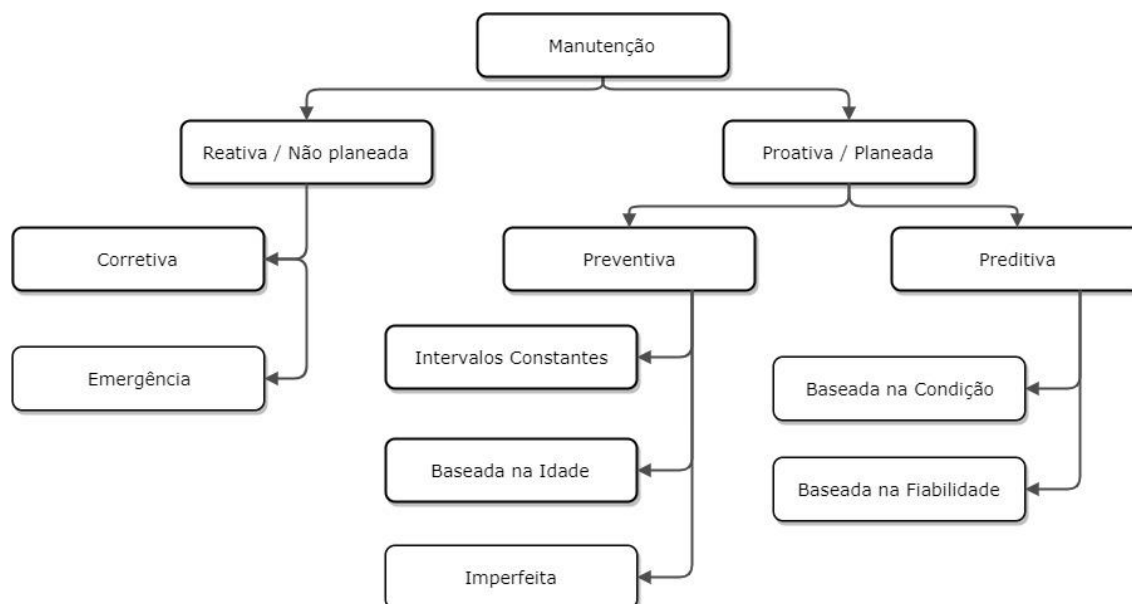 Manutenção
Reativa / Não planeada
Proativa / Planeada
Corretiva
Preventiva
Preditiva
Emergência
Intervalos Constantes
Baseada na Condição
Baseada na Idade
Baseada na Fiabilidade
Imperfeita